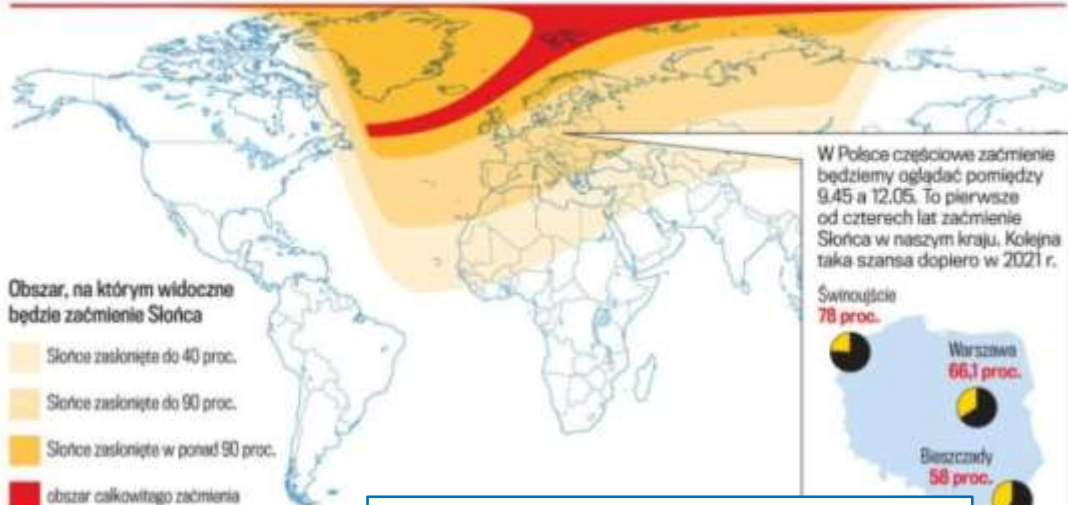 W Polsce częściowe zaćmienie
będziemy oglądać pomiędzy
9.45 a 12.05. To pierwsze
od czterech lat zaćmienie
Słońca w naszym kraju. Kolejna
taka szansa dopiero w 2021 r.
Obszar, na którym widoczne
będzie zaćmienie Słońca
Słońce zasłonięte do 40 proc.
Słońce zasłonięte do 90 proc.
Słońce zasłonięte w ponad 90 proc.
obszar całkowitego zaćmienia
Świnoujście
78 proc.
Warszawa
66,1 proc.
Bieszczady
58 proc.